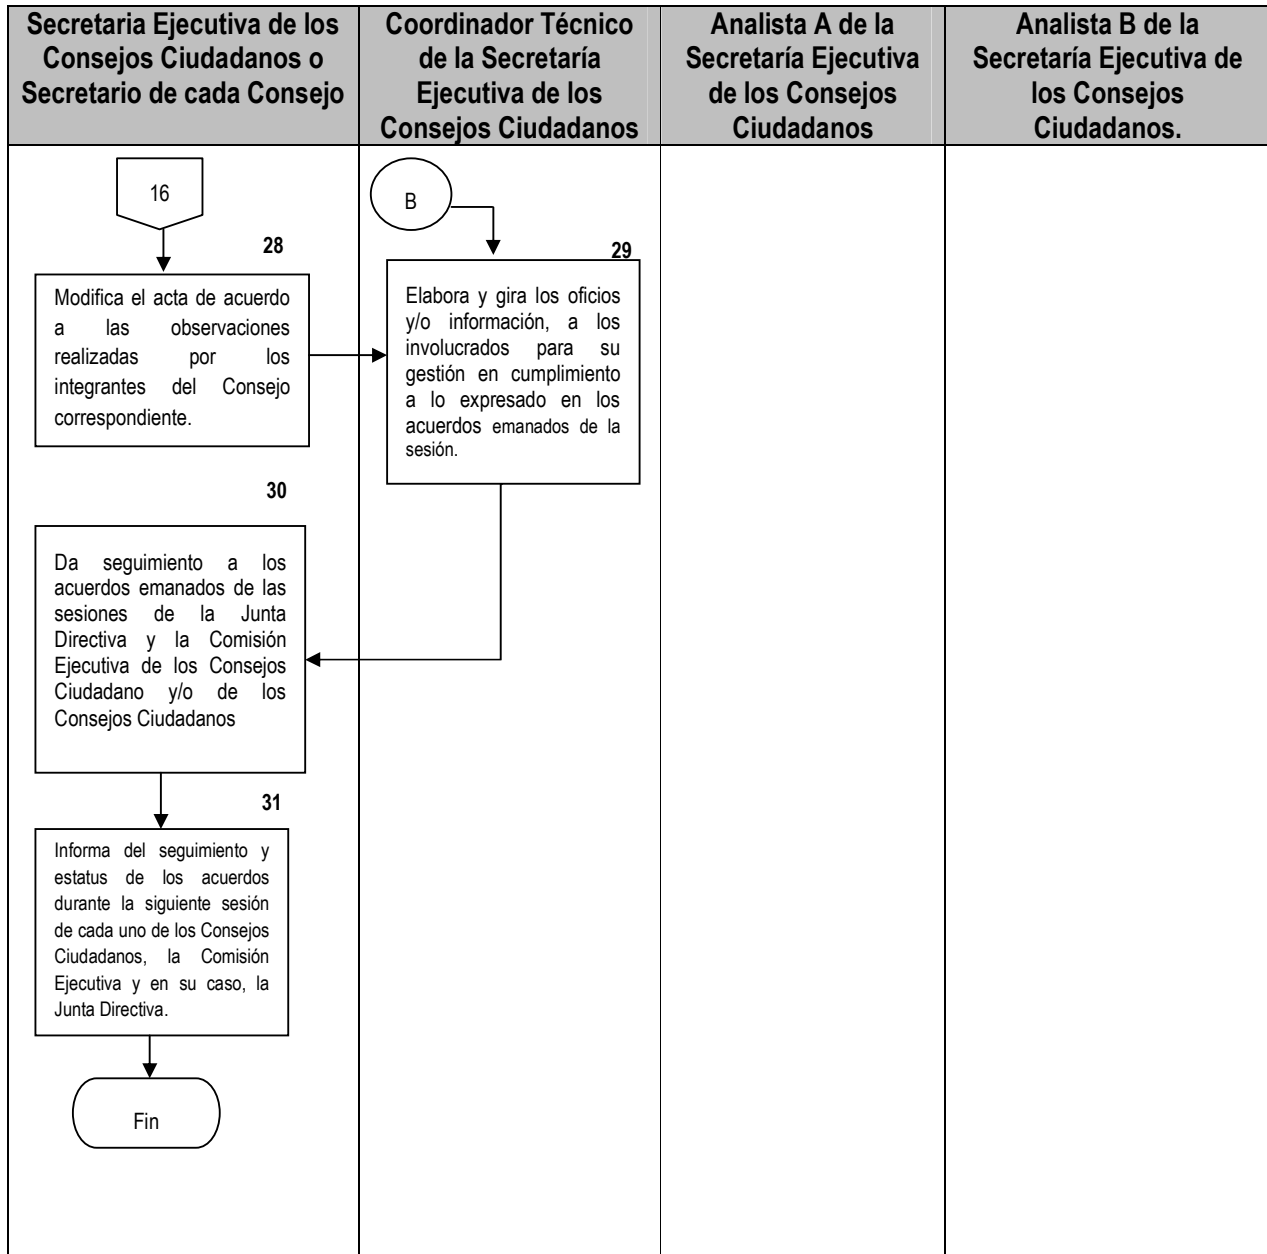 Secretaria Ejecutiva de los
Consejos Ciudadanos o
Secretario de cada Consejo
Coordinador Técnico
de la Secretaría
Ejecutiva de los
Consejos Ciudadanos
Analista A de la
Secretaría Ejecutiva
de los Consejos
Ciudadanos
Analista B de la
Secretaría Ejecutiva de
los Consejos
Ciudadanos.
16
28
Modifica el acta de acuerdo
a las observaciones
realizadas por los
integrantes del Consejo
correspondiente.
B
29
Elabora y gira los oficios
y/o información, a los
involucrados para su
gestión en cumplimiento
a lo expresado en los
acuerdos emanados de la
sesión.
30
Da seguimiento a los
acuerdos emanados de las
sesiones de la Junta
Directiva y la Comisión
Ejecutiva de los Consejos
Ciudadano y/o de los
Consejos Ciudadanos
31
Informa del seguimiento y
estatus de los acuerdos
durante la siguiente sesión
de cada uno de los Consejos
Ciudadanos, la Comisión
Ejecutiva y en su caso, la
Junta Directiva.
Fin